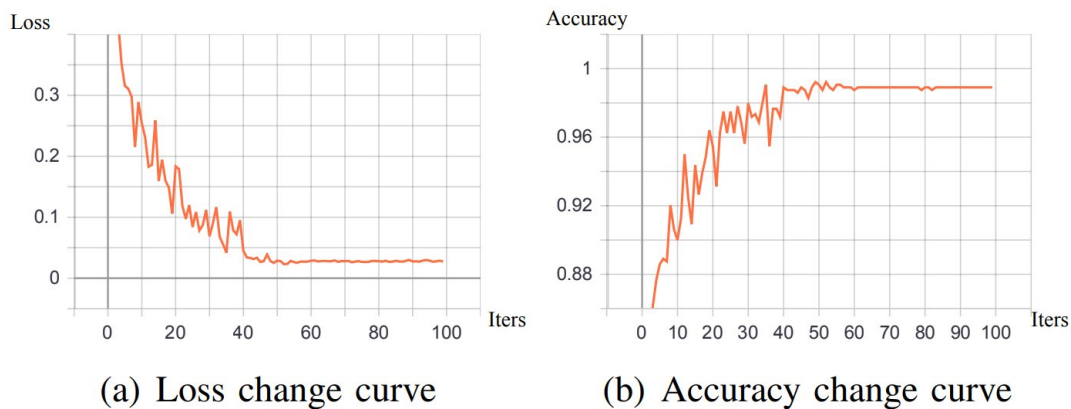 Loss
0.3
0.2
0.1
0
0 20 40 60 80 100
Iters
(a) Loss change curve
Accuracy
1
0.96
0.92
0.88
0 10 20 30 40 50 60 70 80 90 100
Iters
(b) Accuracy change curve